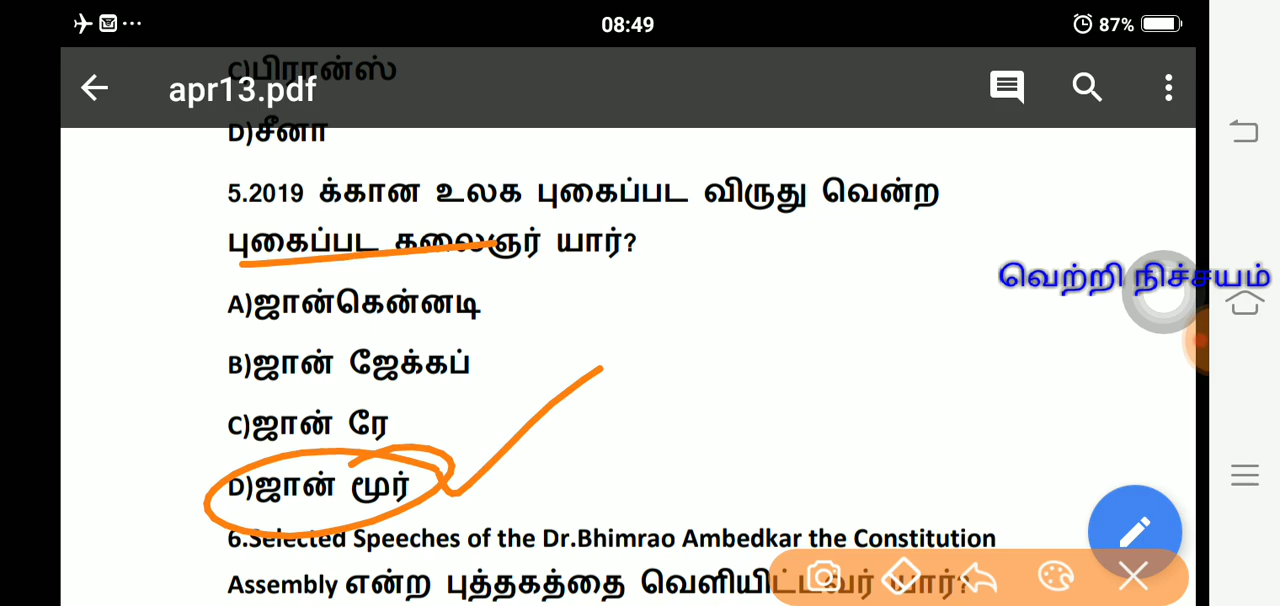 08:49
87%
C)பிரான்ஸ்
apr13.pdf
D)சீனா
5.2019 க்கான உலக புகைப்பட விருது வென்ற
புகைப்பட கலைஞர் யார்?
வெற்றி நிச்சயம்
A)ஜான்கென்னடி
B)ஜான் ஜேக்கப்
C)ஜான் ரே
D)ஜான் மூர்
6.Selected Speeches of the Dr.Bhimrao Ambedkar the Constitution
Assembly என்ற புத்தகத்தை வெளியிட்டவர் யார்?